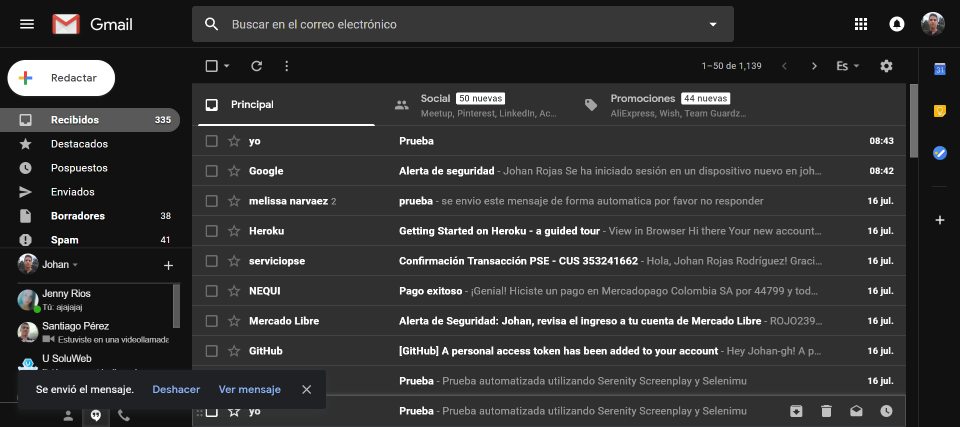 Gmail
Buscar en el correo electrónico
Redactar
1–50 de 1,139
Es
31
Principal
Social 50 nuevas
Meetup, Pinterest, LinkedIn, Ac…
Promociones 44 nuevas
AliExpress, Wish, Team Guardz…
Recibidos 335
Destacados
Pospuestos
Enviados
Borradores 38
Spam 41
Johan
Jenny Rios
Tú: ajajajaj
Santiago Pérez
Estuviste en una videollamada
U SoluWeb
yo Prueba 08:43
Google Alerta de seguridad - Johan Rojas Se ha iniciado sesión en un dispositivo nuevo en joh… 08:42
melissa narvaez 2 prueba - se envio este mensaje de forma automatica por favor no responder 16 jul.
Heroku Getting Started on Heroku - a guided tour - View in Browser Hi there Your new account… 16 jul.
serviciopse Confirmación Transacción PSE - CUS 353241662 - Hola, Johan Rojas Rodríguez! Graci… 16 jul.
NEQUI Pago exitoso - ¡Genial! Hiciste un pago en Mercadopago Colombia SA por 44799 y tod… 16 jul.
Mercado Libre Alerta de Seguridad: Johan, revisa el ingreso a tu cuenta de Mercado Libre - ROJO239… 16 jul.
GitHub [GitHub] A personal access token has been added to your account - Hey Johan-gh! A p… 16 jul.
Prueba - Prueba automatizada utilizando Serenity Screenplay y Selenimu 16 jul.
yo Prueba - Prueba automatizada utilizando Serenity Screenplay y Selenimu
Se envió el mensaje. Deshacer Ver mensaje